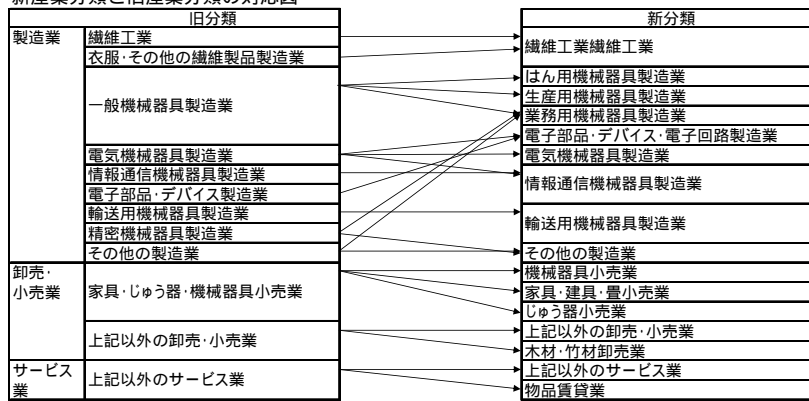 新産業分類と旧産業分類の対応図
旧分類
製造業
繊維工業
衣服･その他の繊維製品製造業
一般機械器具製造業
電気機械器具製造業
情報通信機械器具製造業
電子部品･デバイス製造業
輸送用機械器具製造業
精密機械器具製造業
その他の製造業
卸売･
小売業
家具･じゅう器･機械器具小売業
上記以外の卸売･小売業
サービス
業
上記以外のサービス業
新分類
繊維工業繊維工業
はん用機械器具製造業
生産用機械器具製造業
業務用機械器具製造業
電子部品･デバイス･電子回路製造業
電気機械器具製造業
情報通信機械器具製造業
輸送用機械器具製造業
その他の製造業
機械器具小売業
家具･建具･畳小売業
じゅう器小売業
上記以外の卸売･小売業
木材･竹材卸売業
上記以外のサービス業
物品賃貸業